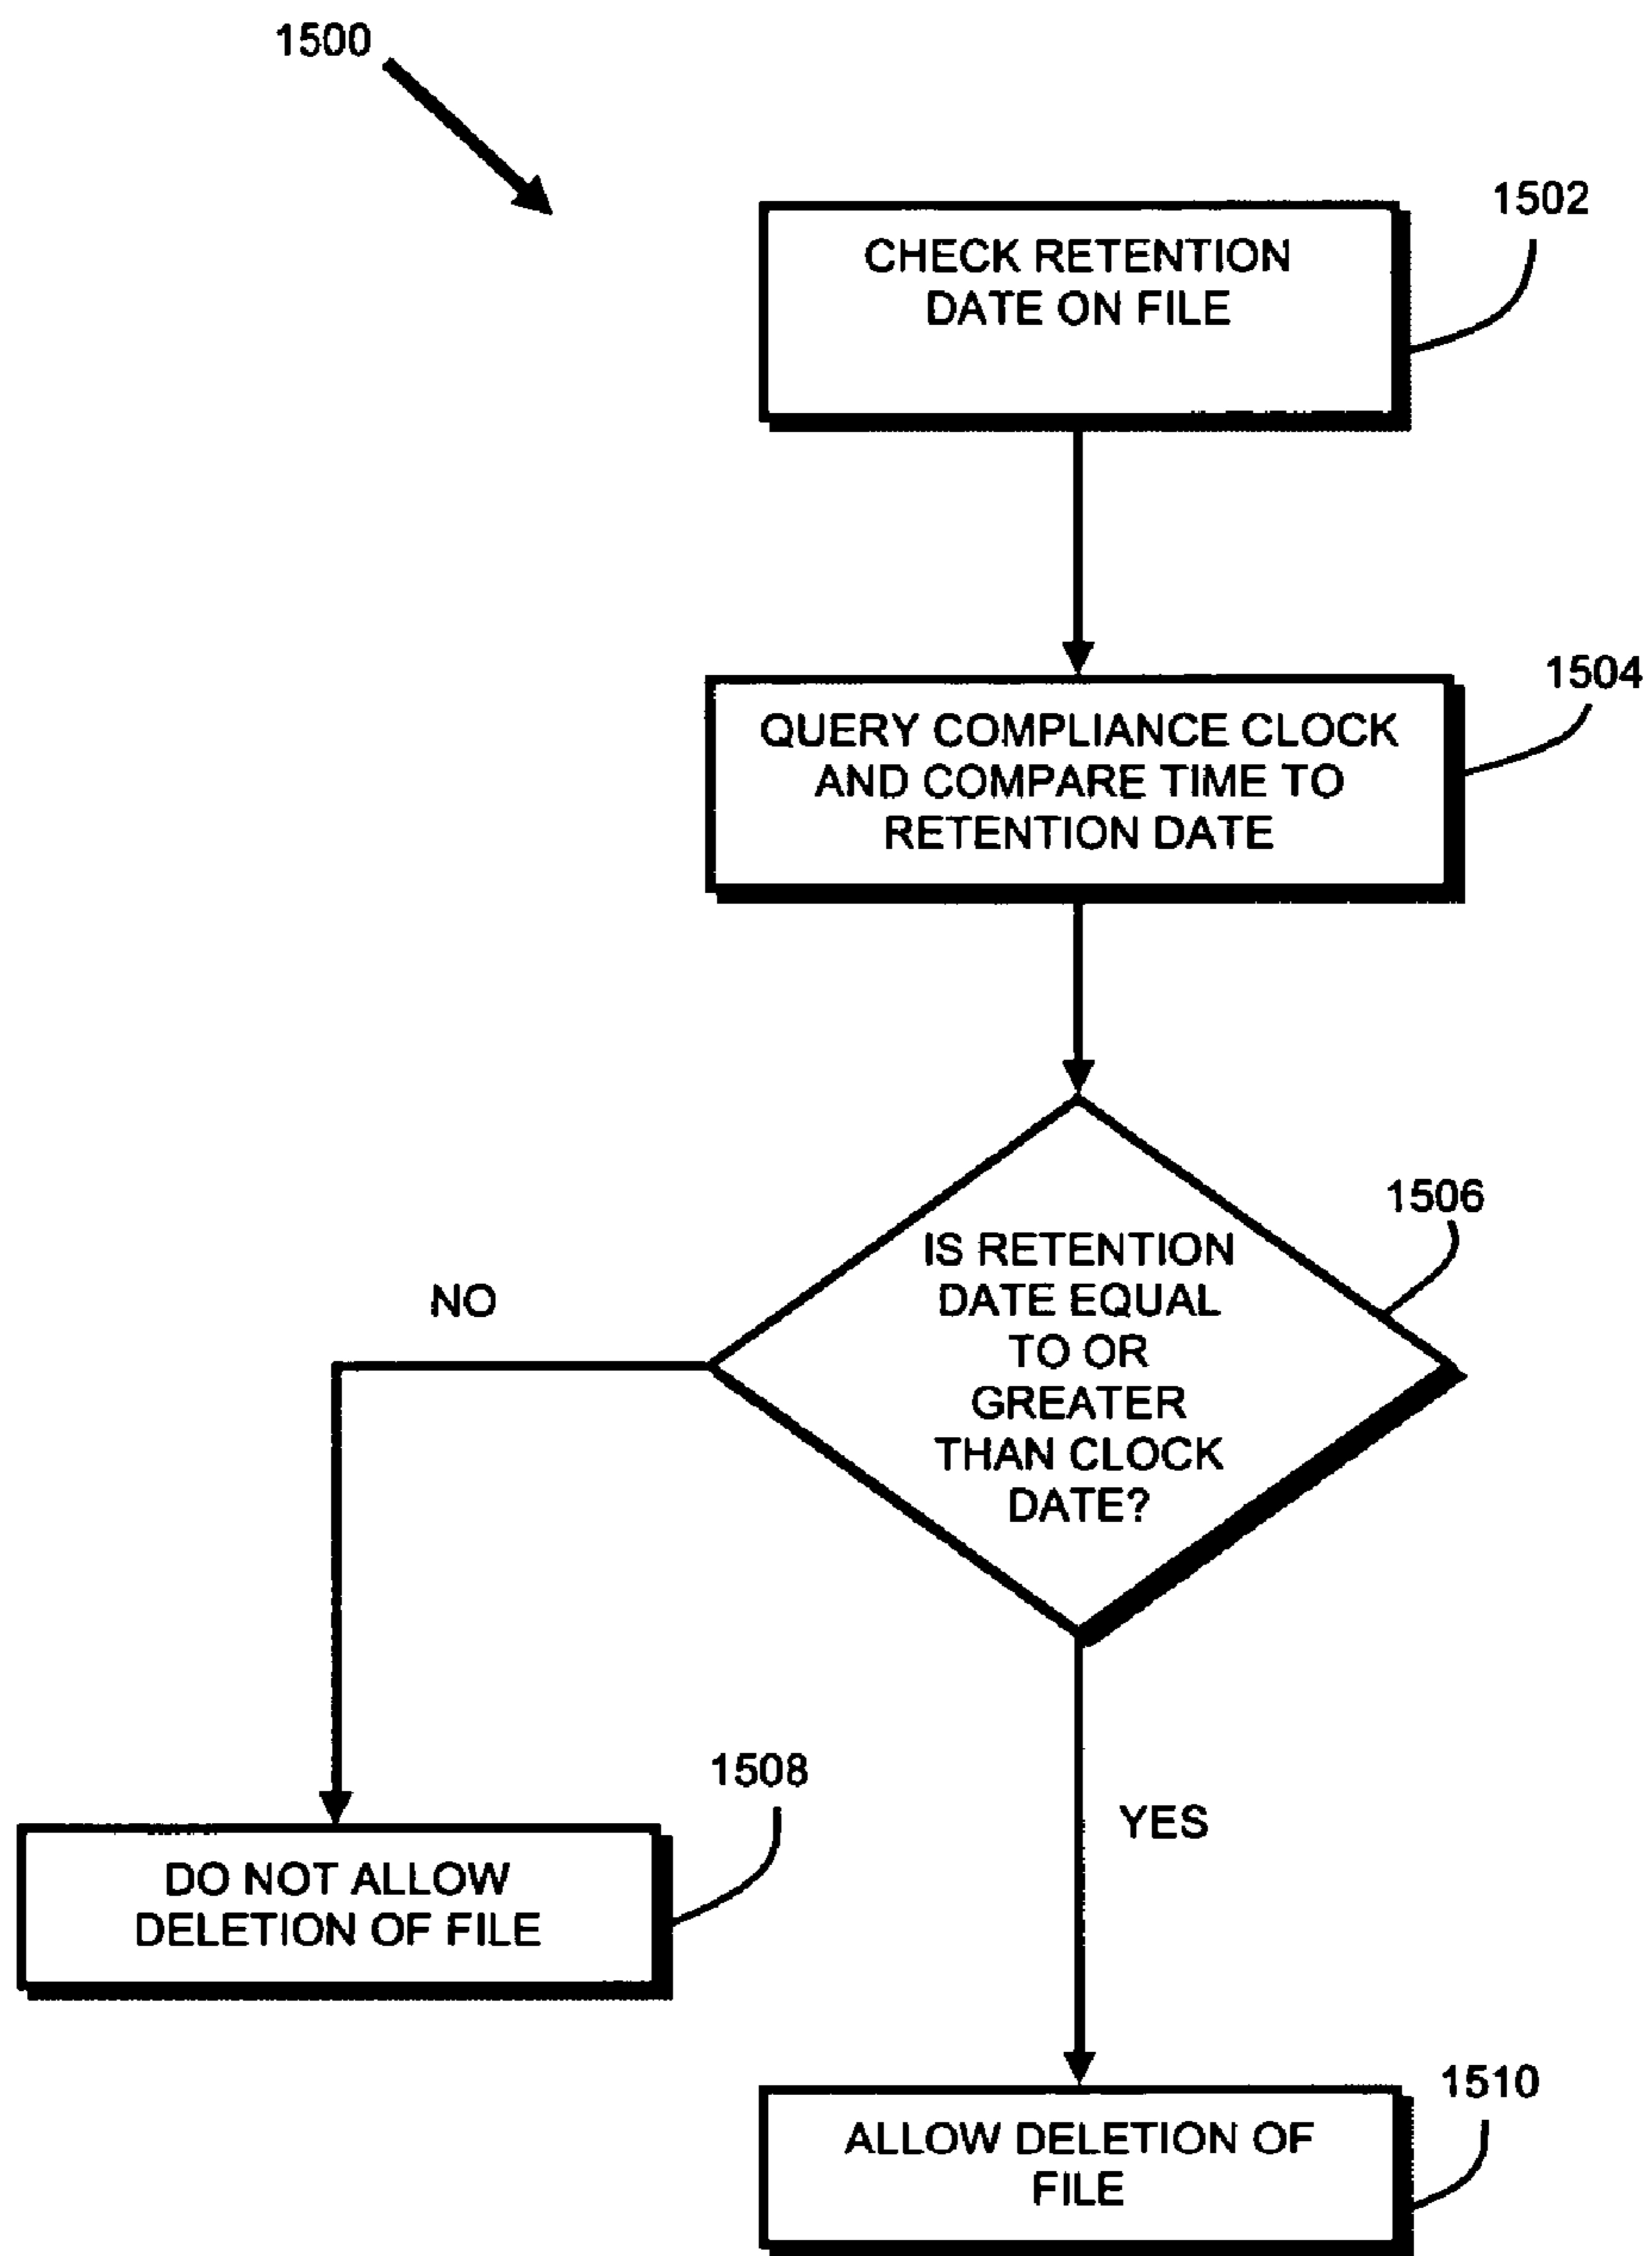 1500
1502
CHECK RETENTION
DATE ON FILE
1504
QUERY COMPLIANCE CLOCK
AND COMPARE TIME TO
RETENTION DATE
1506
IS RETENTION
DATE EQUAL
TO OR
GREATER
THAN CLOCK
DATE?
NO
1508
YES
DO NOT ALLOW
DELETION OF FILE
1510
ALLOW DELETION OF
FILE